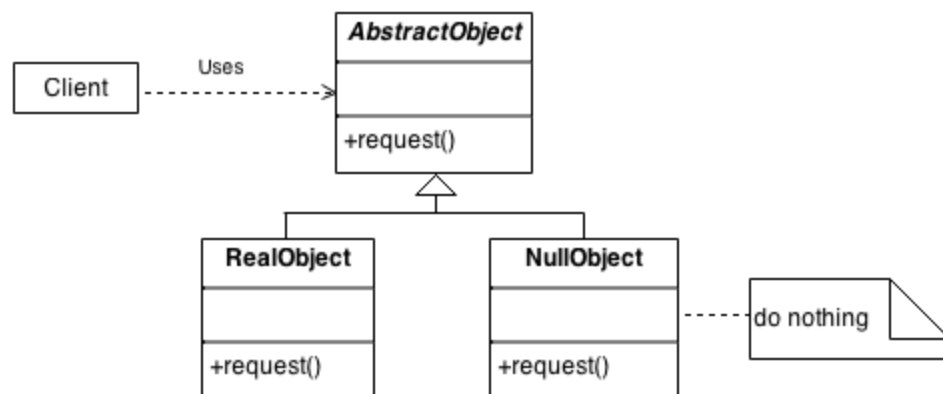 AbstractObject
Uses
Client
+request()
RealObject
NullObject
do nothing
+request()
+request()